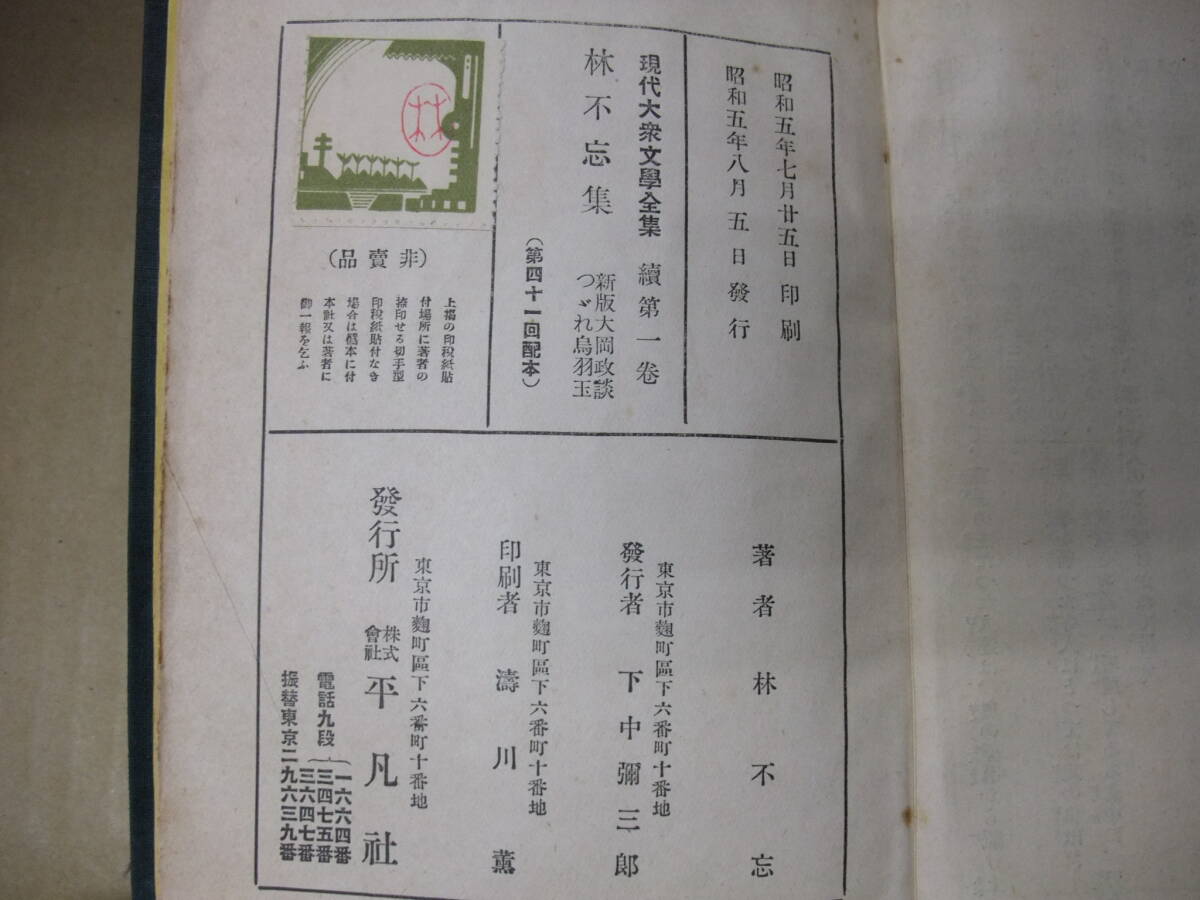 昭和五年七月廿五日　印刷
昭和五年八月五日　發行
現代大衆文學全集　續第一卷
林不忘集
新版大岡政談
つゞれ烏羽玉
（第四十一回配本）
林
（非賣品）
上揭の印税紙貼
付場所に著者の
捺印せる切手型
印税紙貼付なき
場合は本に付
本社又は著者に
御一報を乞ふ
著者　林不忘
東京市麴町區下六番町十番地
發行者　下中彌三郎
東京市麴町區下六番町十番地
印刷者　濤川薫
東京市麴町區下六番町十番地
發行所　株式會社　平凡社
電話九段　一六六四番
三四七五番
三六四七番
振替東京二九六三九番